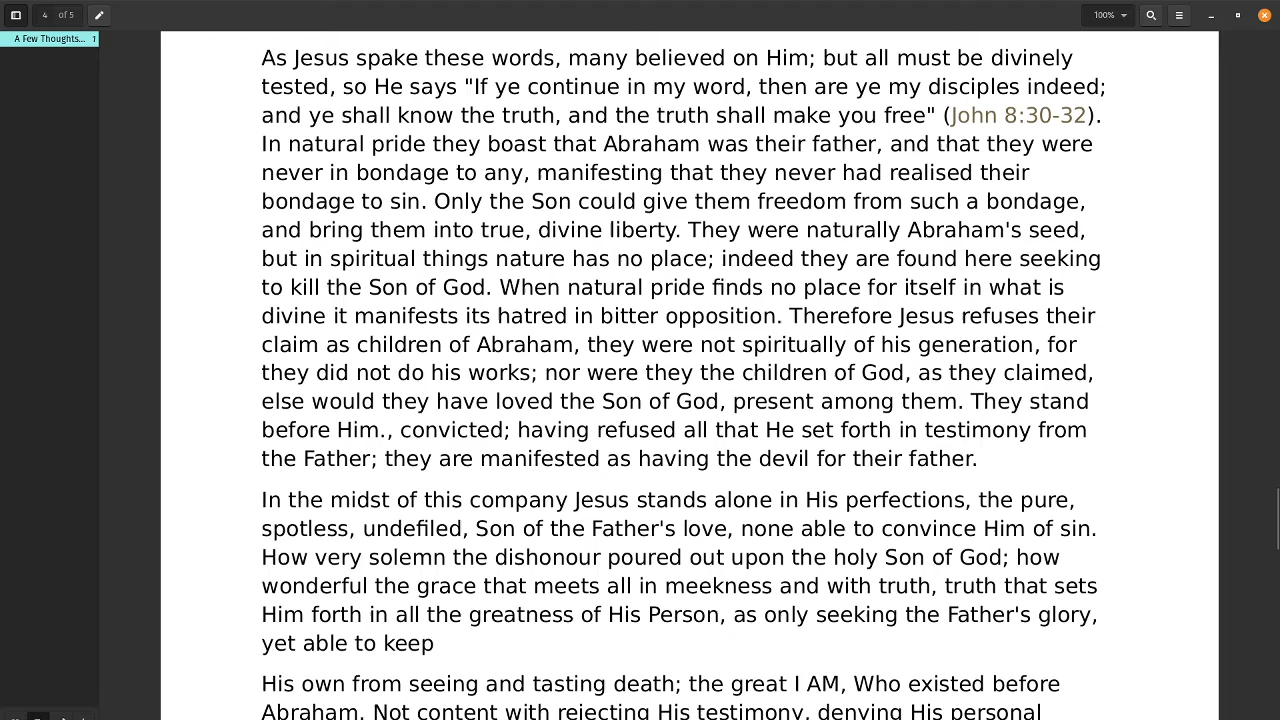 4 of 5
100%
A Few Thoughts... 1
As Jesus spake these words, many believed on Him; but all must be divinely
tested, so He says "If ye continue in my word, then are ye my disciples indeed;
and ye shall know the truth, and the truth shall make you free" (John 8:30-32).
In natural pride they boast that Abraham was their father, and that they were
never in bondage to any, manifesting that they never had realised their
bondage to sin. Only the Son could give them freedom from such a bondage,
and bring them into true, divine liberty. They were naturally Abraham's seed,
but in spiritual things nature has no place; indeed they are found here seeking
to kill the Son of God. When natural pride finds no place for itself in what is
divine it manifests its hatred in bitter opposition. Therefore Jesus refuses their
claim as children of Abraham, they were not spiritually of his generation, for
they did not do his works; nor were they the children of God, as they claimed,
else would they have loved the Son of God, present among them. They stand
before Him., convicted; having refused all that He set forth in testimony from
the Father; they are manifested as having the devil for their father.
In the midst of this company Jesus stands alone in His perfections, the pure,
spotless, undefiled, Son of the Father's love, none able to convince Him of sin.
How very solemn the dishonour poured out upon the holy Son of God; how
wonderful the grace that meets all in meekness and with truth, truth that sets
Him forth in all the greatness of His Person, as only seeking the Father's glory,
yet able to keep
His own from seeing and tasting death; the great I AM, Who existed before
Abraham. Not content with rejecting His testimony, denying His personal